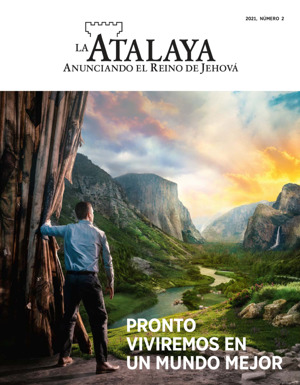 2021, NÚMERO 2
LA ATALAYA
ANUNCIANDO EL REINO DE JEHOVÁ
PRONTO
VIVIREMOS EN
UN MUNDO MEJOR